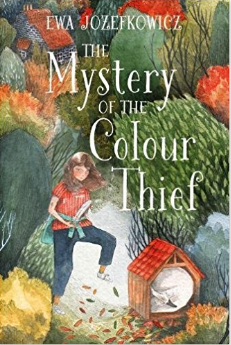 EWA JOZEFKOWICZ
THE
Mystery
OF THE
Colour
Thief